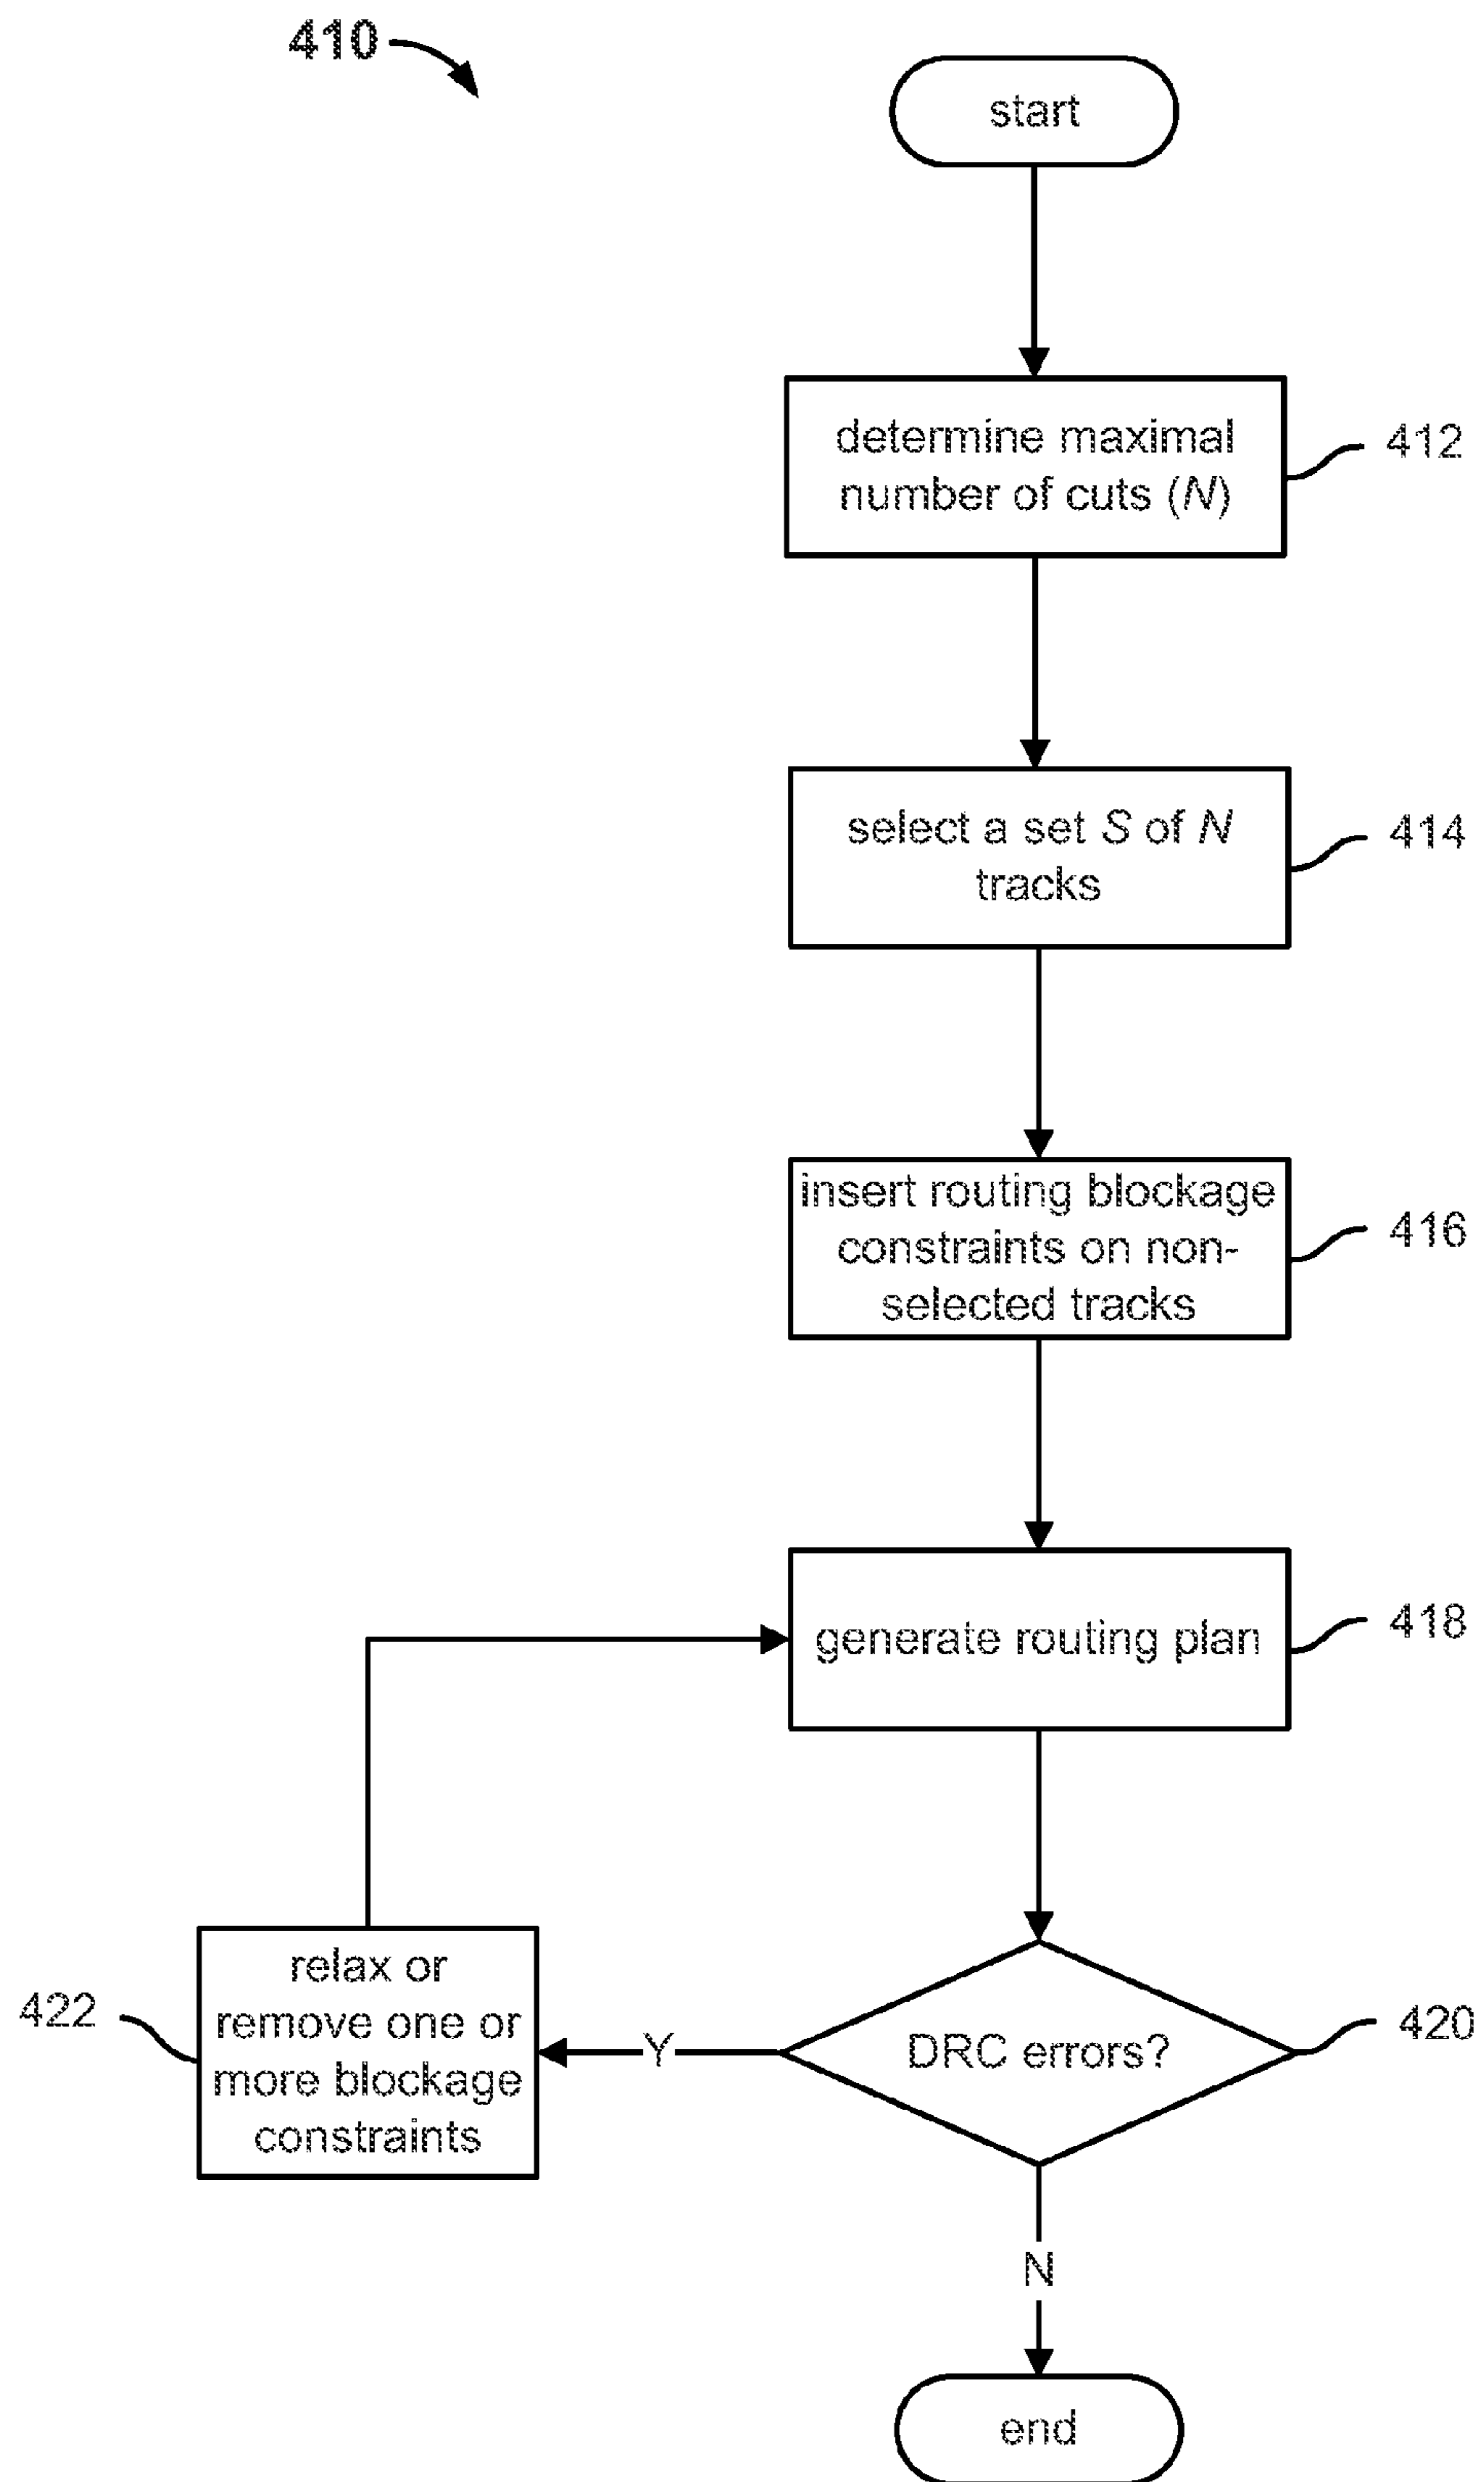 410
start
determine maximal
number of cuts (N)
412
select a set S of N
tracks
414
insert routing blockage
constraints on non-
selected tracks
416
generate routing plan
418
relax or
remove one or
more blockage
constraints
422
Y
DRC errors?
420
N
end